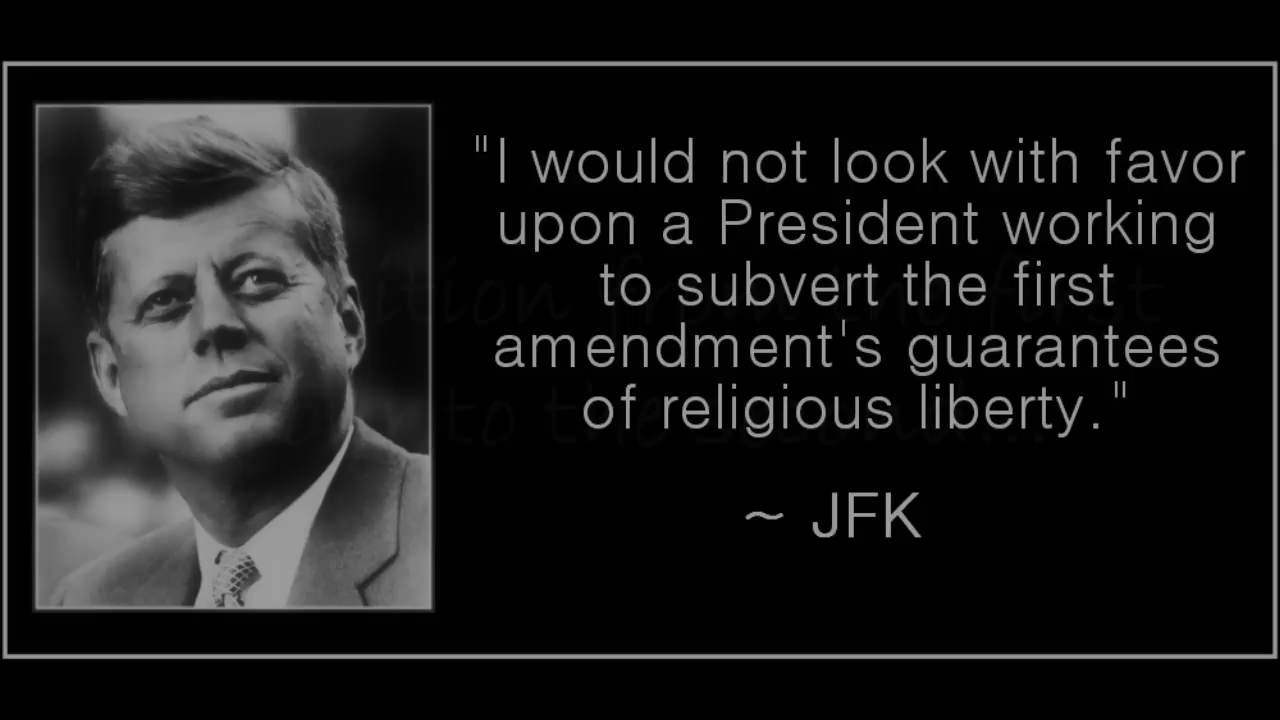 "I would not look with favor
upon a President working
to subvert the first
amendment's guarantees
of religious liberty."
~ JFK